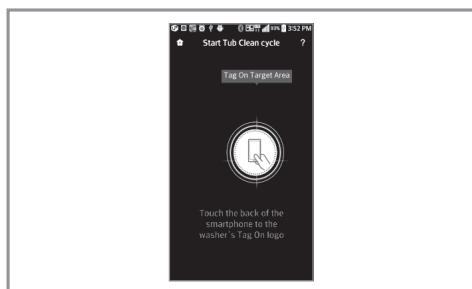 93% 3:52 PM
Start Tub Clean cycle ?
Tag On Target Area
Touch the back of the
smartphone to the
washer's Tag On logo